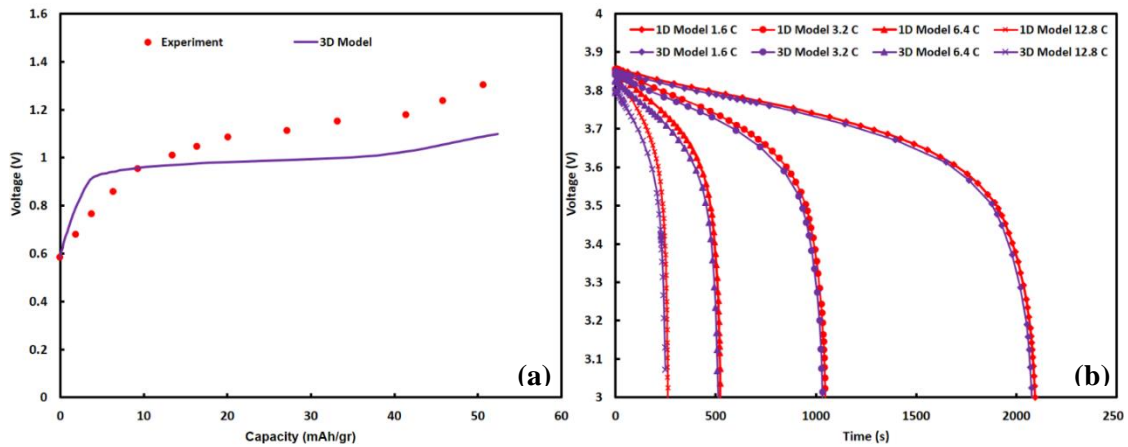 Experiment
3D Model
1.6
1.4
1.2
1
0.8
0.6
0.4
0.2
0
Voltage (V)
0 10 20 30 40 50 60
Capacity (mAh/gr)
(a)
1D Model 1.6 C 1D Model 3.2 C 1D Model 6.4 C 1D Model 12.8 C
3D Model 1.6 C 3D Model 3.2 C 3D Model 6.4 C 3D Model 12.8 C
4
3.9
3.8
3.7
3.6
3.5
3.4
3.3
3.2
3.1
3
Voltage (V)
0 500 1000 1500 2000 250
Time (s)
(b)